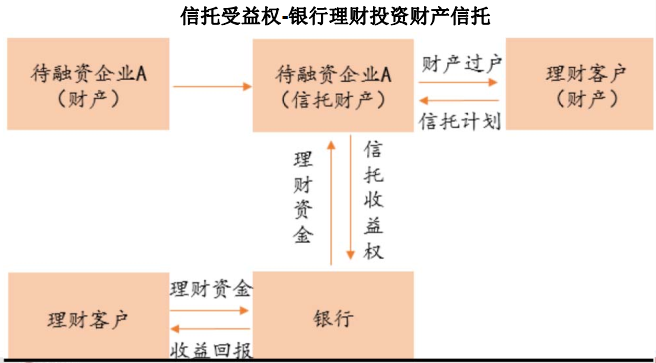 信托受益权-银行理财投资财产信托
待融资企业A
（财产）
待融资企业A
（信托财产）
财产过户
信托计划
理财客户
（财产）
理财资金
信托收益权
理财客户
理财资金
收益回报
银行